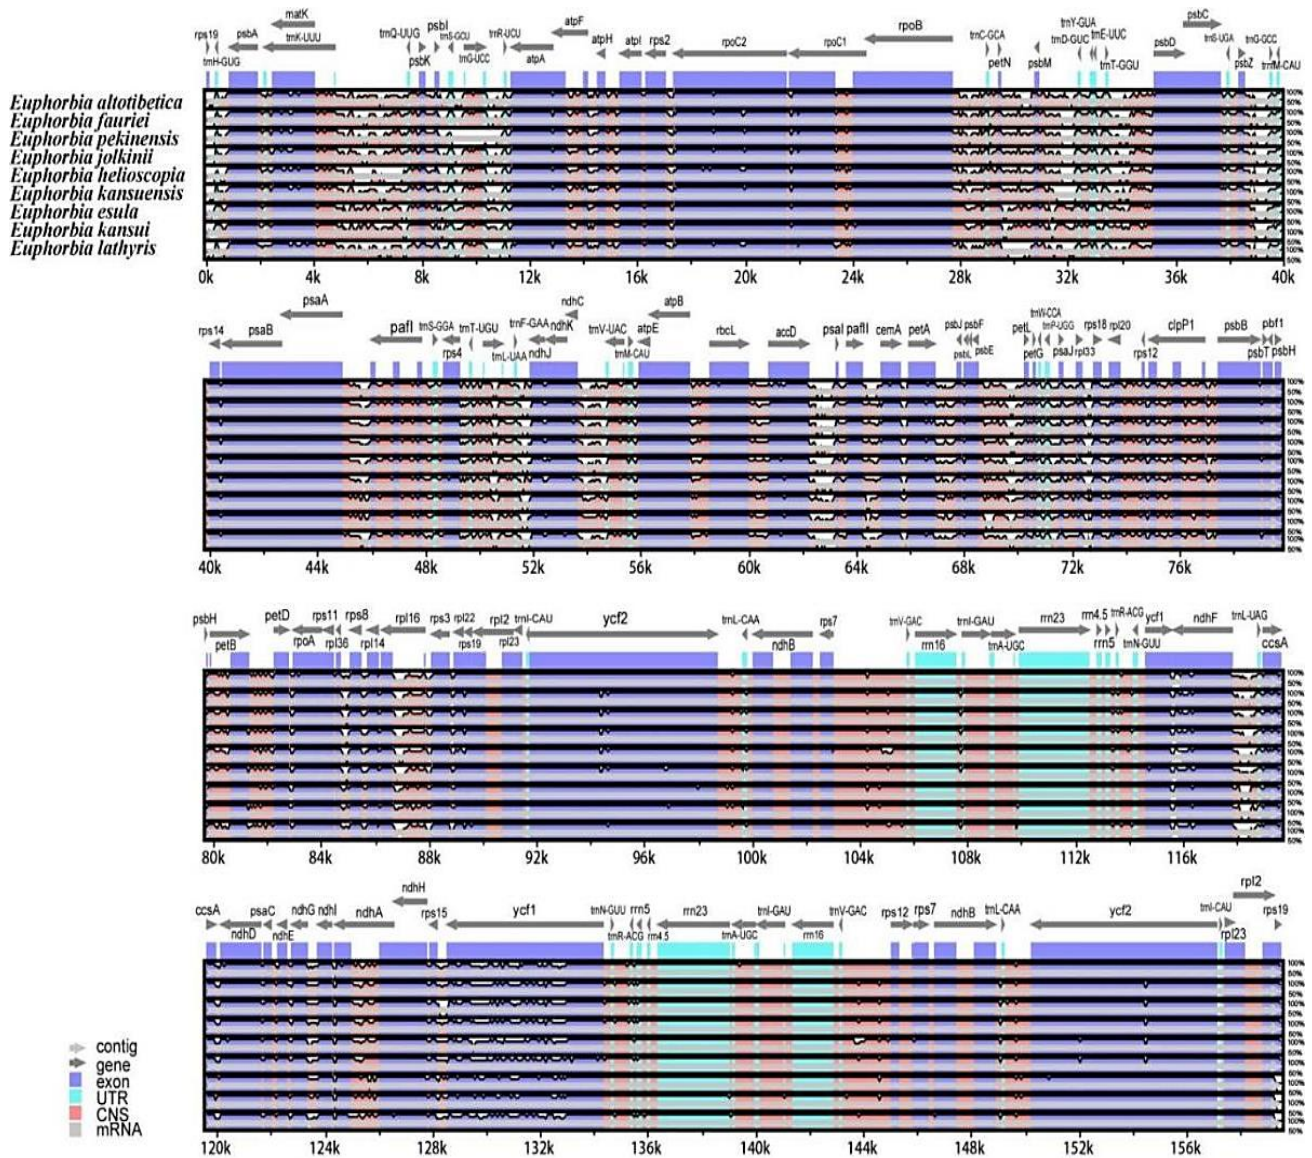 matK
psbC
rps19 psbA trnQ-UUG psbI trnR-UCU atpF rpoB trnC-GCA trnY-GUA trnS-UGA trnG-GCC
trnH-GUG trnK-UUU psbK trnS-GCU trnG-UCC atpA atpH atpI rps2 rpoC2 rpoC1 petN psbM trnD-GUC trnE-UUC trnT-GGU psbD psbZ trnfM-CAU
Euphorbia altotibetica
Euphorbia fauriei
Euphorbia pekinensis
Euphorbia jolkinii
Euphorbia helioscopia
Euphorbia kansuensis
Euphorbia esula
Euphorbia kansui
Euphorbia lathyris
0k 4k 8k 12k 16k 20k 24k 28k 32k 36k 40k
psaA ndhC atpB
rps14 psaB pafI trnS-GGA trnT-UGU trnF-GAA ndhK trnV-UAC atpE rbcL accD psaI pafII cemA petA psbJ psbF petL trnW-CCA trnP-UGG rps18 rpl20 clpP1 psbB pbf1
rps4 trnL-UAA ndhJ trnM-CAU psbL psbE petG psaJ rpl33 rps12 psbT psbH
40k 44k 48k 52k 56k 60k 64k 68k 72k 76k
psbH petD rps11 rps8 rpl16 rps3 rpl22 rpl2 trnI-CAU ycf2 trnL-CAA rps7 trnV-GAC trnI-GAU rrn23 rrn4.5 trnR-ACG ycf1 ndhF trnL-UAG
petB rpoA rpl36 rpl14 rps19 rpl23 ndhB rrn16 trnA-UGC rrn5 trnN-GUU ccsA
80k 84k 88k 92k 96k 100k 104k 108k 112k 116k
ndhH rpl2
ccsA psaC ndhG ndhI ndhA rps15 ycf1 trnN-GUU rrn5 rrn23 trnI-GAU trnV-GAC rps12 rps7 ndhB trnL-CAA ycf2 trnI-CAU rps19
ndhD ndhE trnR-ACG rrn4.5 trnA-UGC rrn16 rpl23
contig
gene
exon
UTR
CNS
mRNA
120k 124k 128k 132k 136k 140k 144k 148k 152k 156k